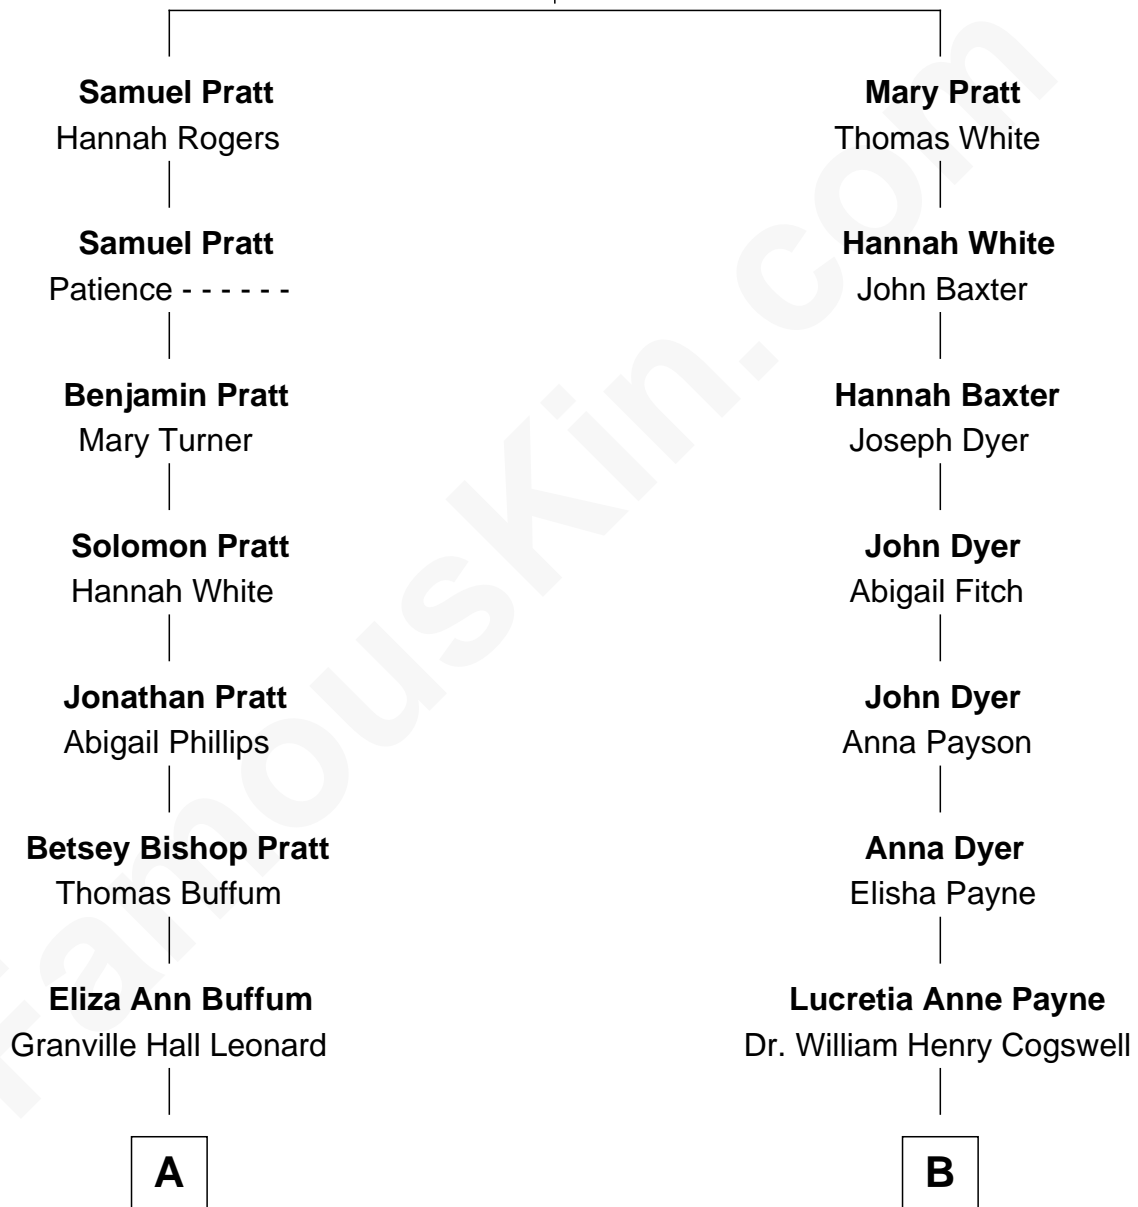 Samuel Pratt
Hannah Rogers
Mary Pratt
Thomas White
Samuel Pratt
Patience - - - - - -
Hannah White
John Baxter
Benjamin Pratt
Mary Turner
Hannah Baxter
Joseph Dyer
Solomon Pratt
Hannah White
John Dyer
Abigail Fitch
Jonathan Pratt
Abigail Phillips
John Dyer
Anna Payson
Betsey Bishop Pratt
Thomas Buffum
Anna Dyer
Elisha Payne
Eliza Ann Buffum
Granville Hall Leonard
Lucretia Anne Payne
Dr. William Henry Cogswell
A
B
FamousKin.com